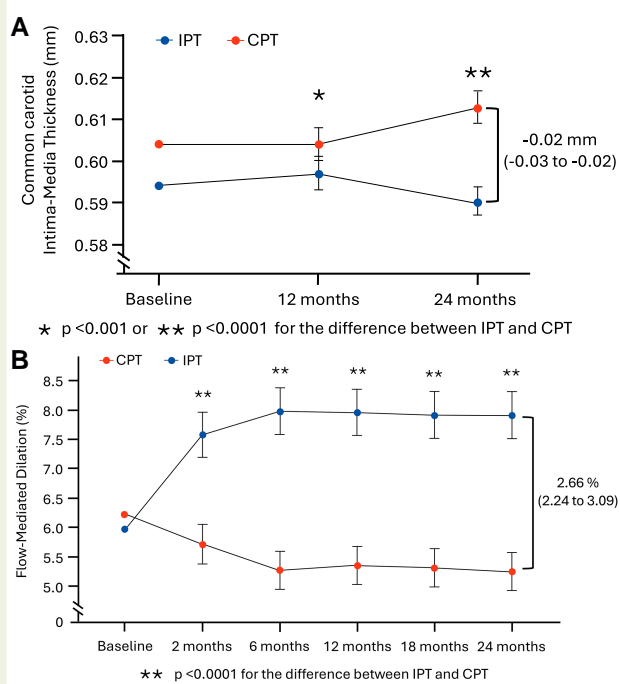 A
IPT CPT
Common carotid
Intima-Media Thickness (mm)
0.63
0.62
0.61
0.60
0.59
0.58
*
**
-0.02 mm
(-0.03 to -0.02)
Baseline 12 months 24 months
* p <0.001 or ** p <0.0001 for the difference between IPT and CPT
B
CPT IPT
Flow-Mediated Dilation (%)
8.5
8.0
7.5
7.0
6.5
6.0
5.5
5.0
0
** ** ** ** **
2.66 %
(2.24 to 3.09)
Baseline 2 months 6 months 12 months 18 months 24 months
** p <0.0001 for the difference between IPT and CPT